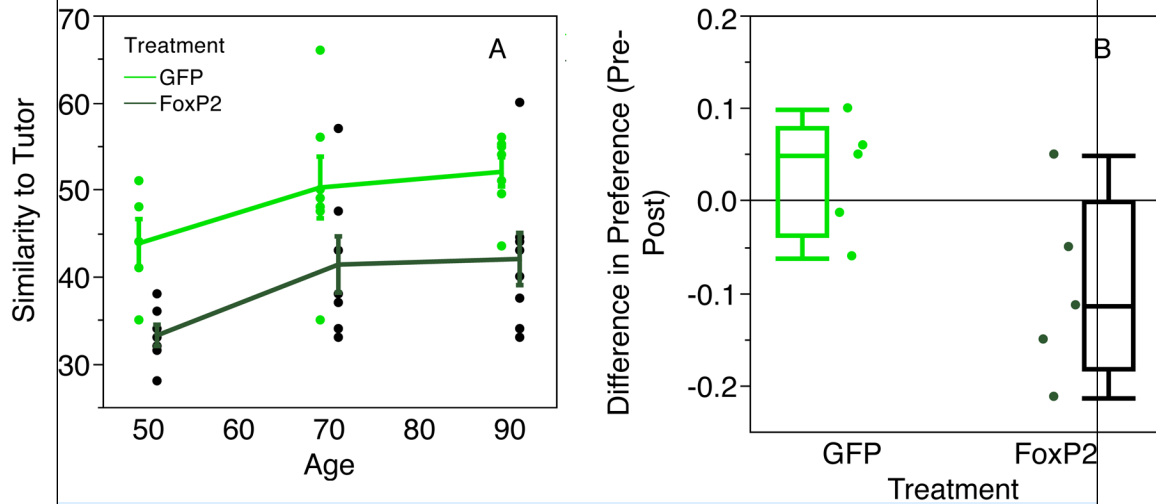 70
60
50
40
30
Similarity to Tutor
Treatment
GFP
FoxP2
A
50 60 70 80 90
Age
0.2
0.1
0.0
-0.1
-0.2
Difference in Preference (Pre-
Post)
B
GFP FoxP2
Treatment